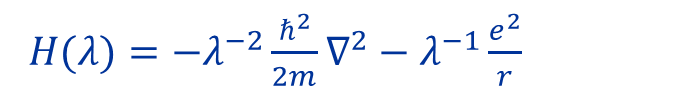 H(λ) = −λ⁻² ħ²/2m ∇² − λ⁻¹ e²/r